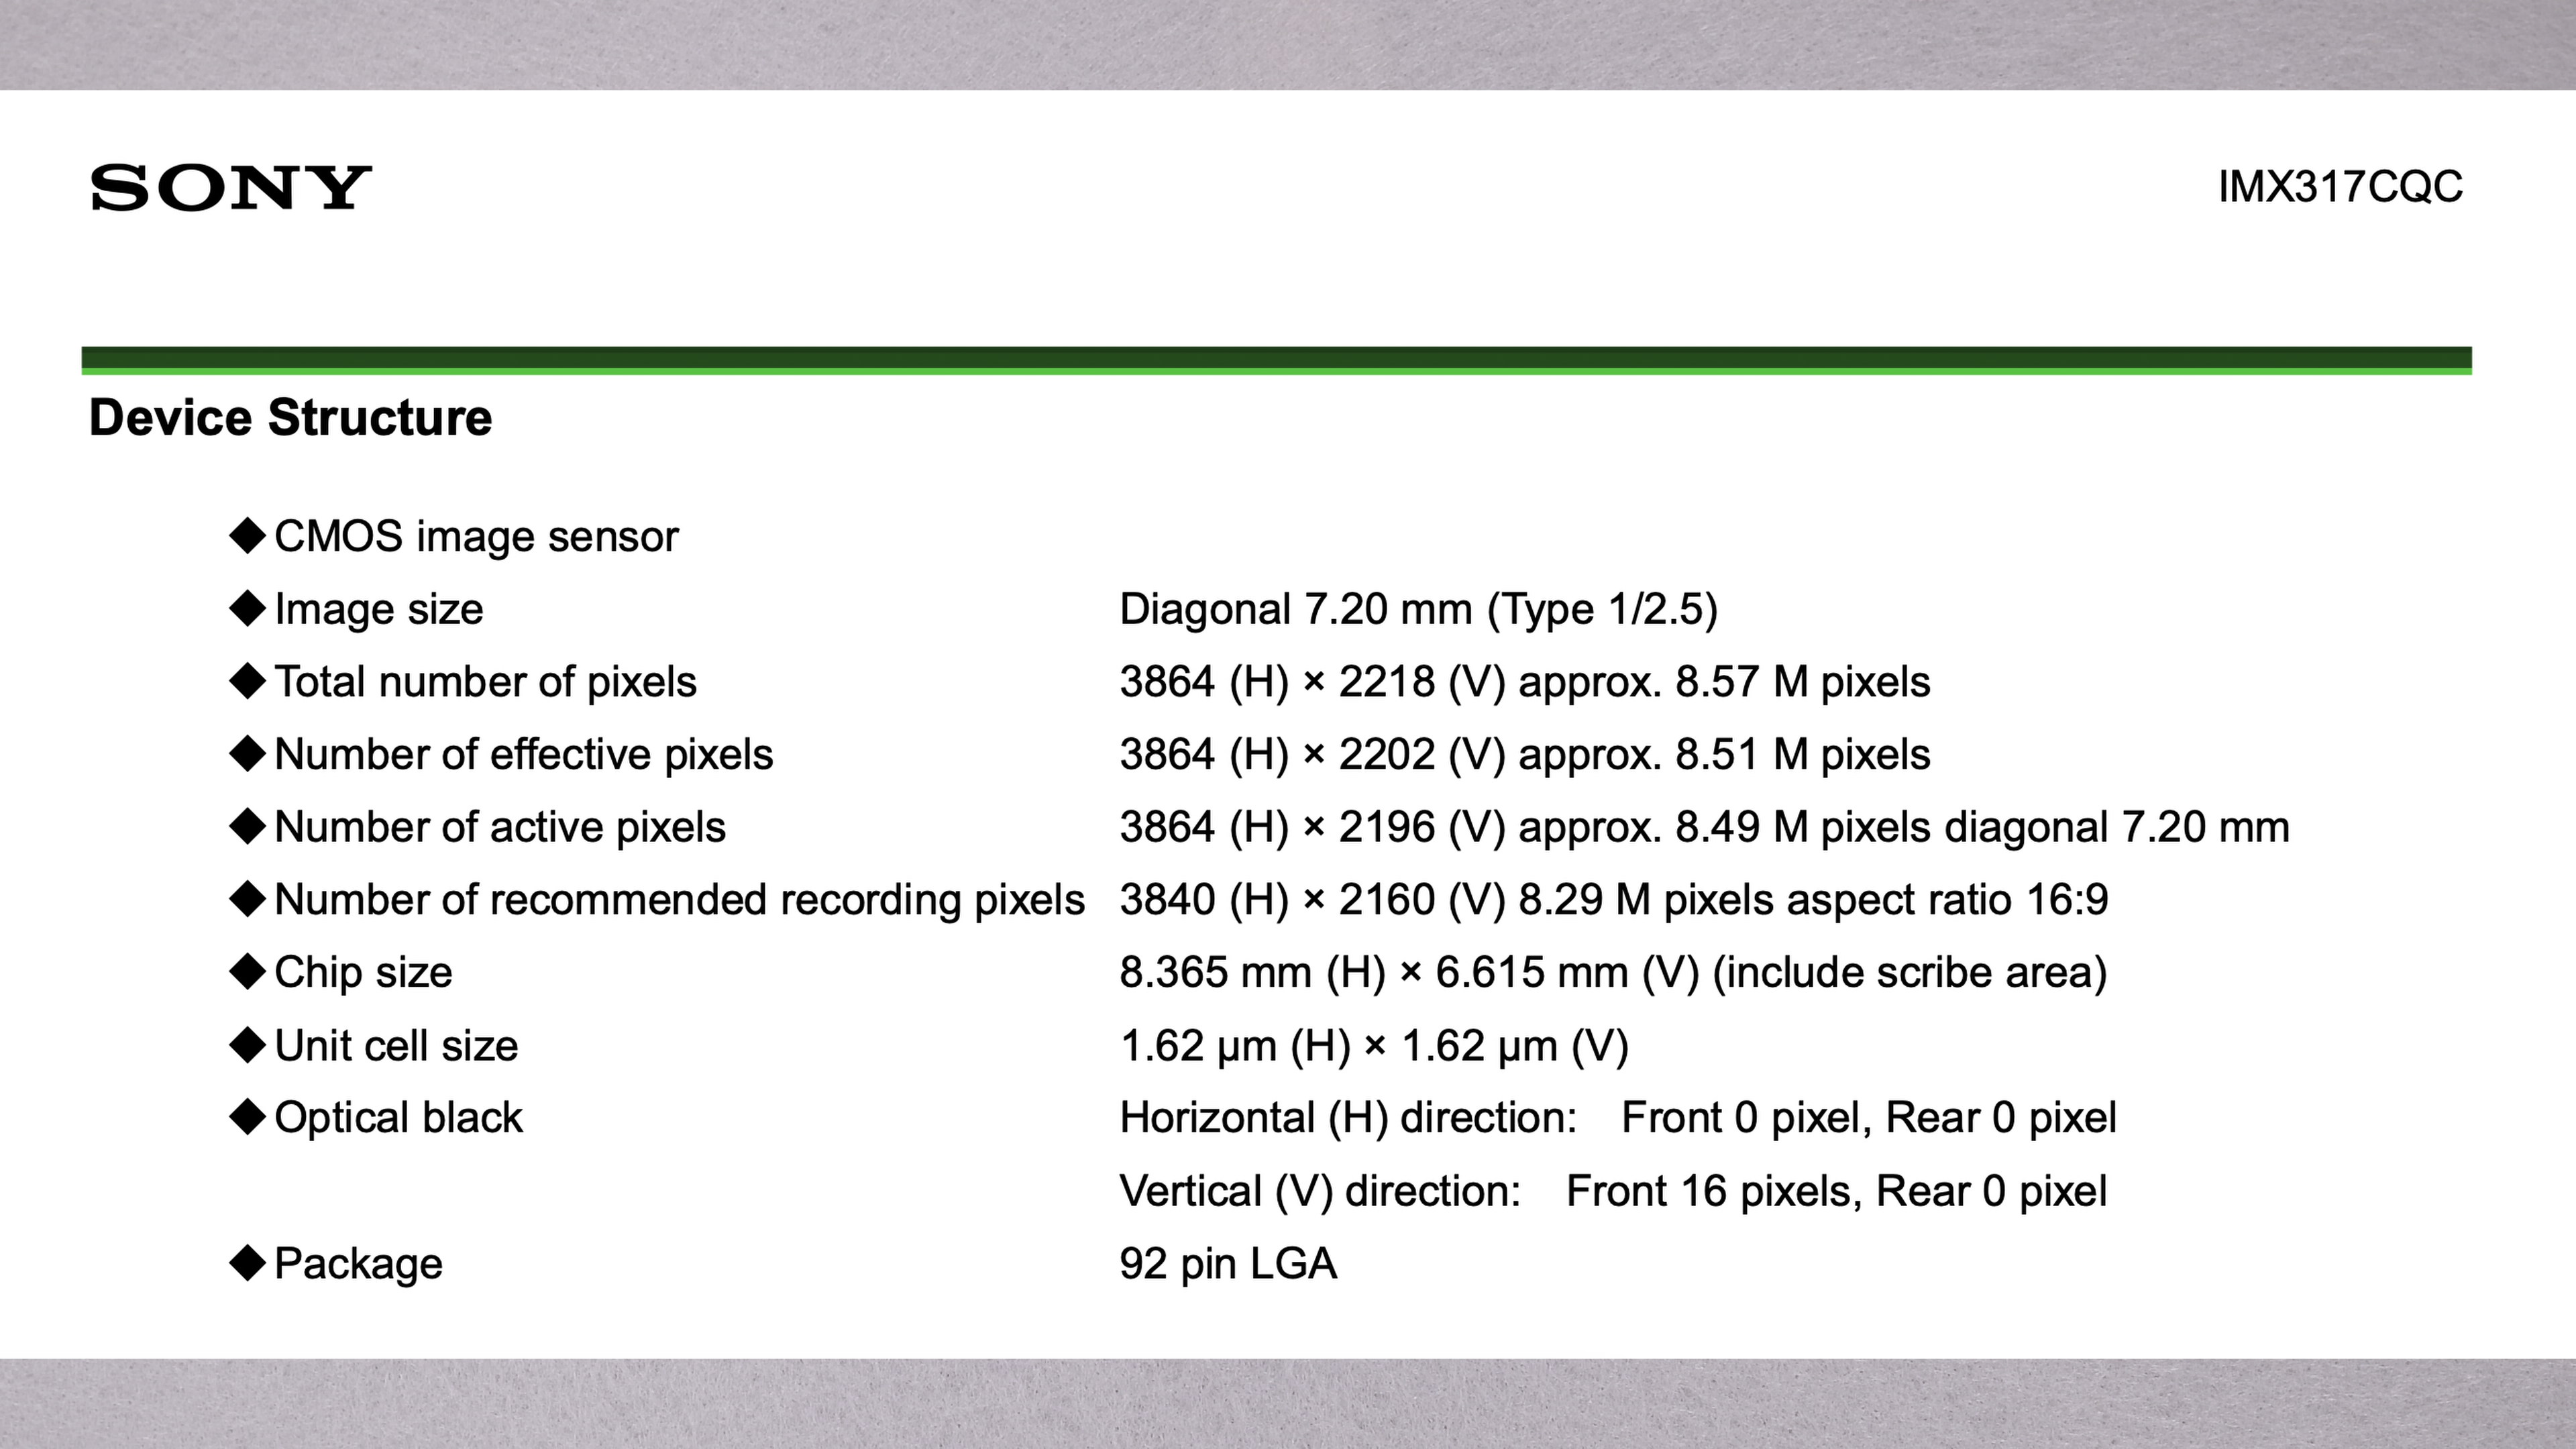 SONY
IMX317CQC
Device Structure
◆ CMOS image sensor
◆ Image size Diagonal 7.20 mm (Type 1/2.5)
◆ Total number of pixels 3864 (H) × 2218 (V) approx. 8.57 M pixels
◆ Number of effective pixels 3864 (H) × 2202 (V) approx. 8.51 M pixels
◆ Number of active pixels 3864 (H) × 2196 (V) approx. 8.49 M pixels diagonal 7.20 mm
◆ Number of recommended recording pixels 3840 (H) × 2160 (V) 8.29 M pixels aspect ratio 16:9
◆ Chip size 8.365 mm (H) × 6.615 mm (V) (include scribe area)
◆ Unit cell size 1.62 μm (H) × 1.62 μm (V)
◆ Optical black Horizontal (H) direction: Front 0 pixel, Rear 0 pixel
Vertical (V) direction: Front 16 pixels, Rear 0 pixel
◆ Package 92 pin LGA